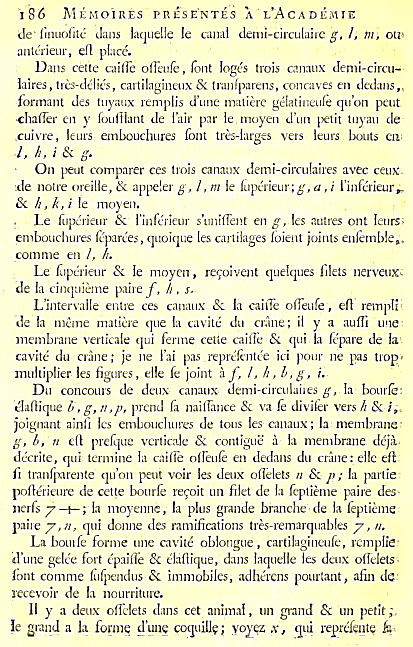 186 MÉMOIRES PRÉSENTÉS À L'ACADÉMIE
de sinuosité dans laquelle le canal demi-circulaire g, l, m, ou
antérieur, est placé.
Dans cette caisse osseuse, sont logés trois canaux demi-circu-
laires, très-déliés, cartilagineux & transparens, concaves en dedans,
formant des tuyaux remplis d'une matière gélatineuse qu'on peut
chasser en y soufflant de l'air par le moyen d'un petit tuyau de
cuivre, leurs embouchures sont très-larges vers leurs bouts en
l, h, i & g.
On peut comparer ces trois canaux demi-circulaires avec ceux
de notre oreille, & appeler g, l, m le supérieur; g, a, i l'inférieur,
& h, k, i le moyen.
Le supérieur & l'inférieur s'unissent en g, les autres ont leurs
embouchures séparées, quoique les cartilages soient joints ensemble,
comme en l, h.
Le supérieur & le moyen, reçoivent quelques filets nerveux
de la cinquième paire f, h, s.
L'intervalle entre ces canaux & la caisse osseuse, est rempli
de la même matière que la cavité du crâne; il y a aussi une
membrane verticale qui ferme cette caisse & qui la sépare de la
cavité du crâne; je ne l'ai pas représentée ici pour ne pas trop
multiplier les figures, elle se joint à f, l, h, b, g, i.
Du concours de deux canaux demi-circulaires g, la bourse
élastique b, g, n, p, prend sa naissance & va se diviser vers h & i,
joignant ainsi les embouchures de tous les canaux; la membrane
g, b, n est presque verticale & contiguë à la membrane déjà
décrite, qui termine la caisse osseuse en dedans du crâne: elle est
si transparente qu'on peut voir les deux osselets n & p; la partie
postérieure de cette bourse reçoit un filet de la septième paire des
nerfs 7 +; la moyenne, la plus grande branche de la septième
paire 7, n, qui donne des ramifications très-remarquables 7, n.
La bourse forme une cavité oblongue, cartilagineuse, remplie
d'une gelée fort épaisse & élastique, dans laquelle les deux osselets
sont comme suspendus & immobiles, adhérens pourtant, afin de
recevoir de la nourriture.
Il y a deux osselets dans cet animal, un grand & un petit;
le grand a la forme d'une coquille; voyez x, qui représente la